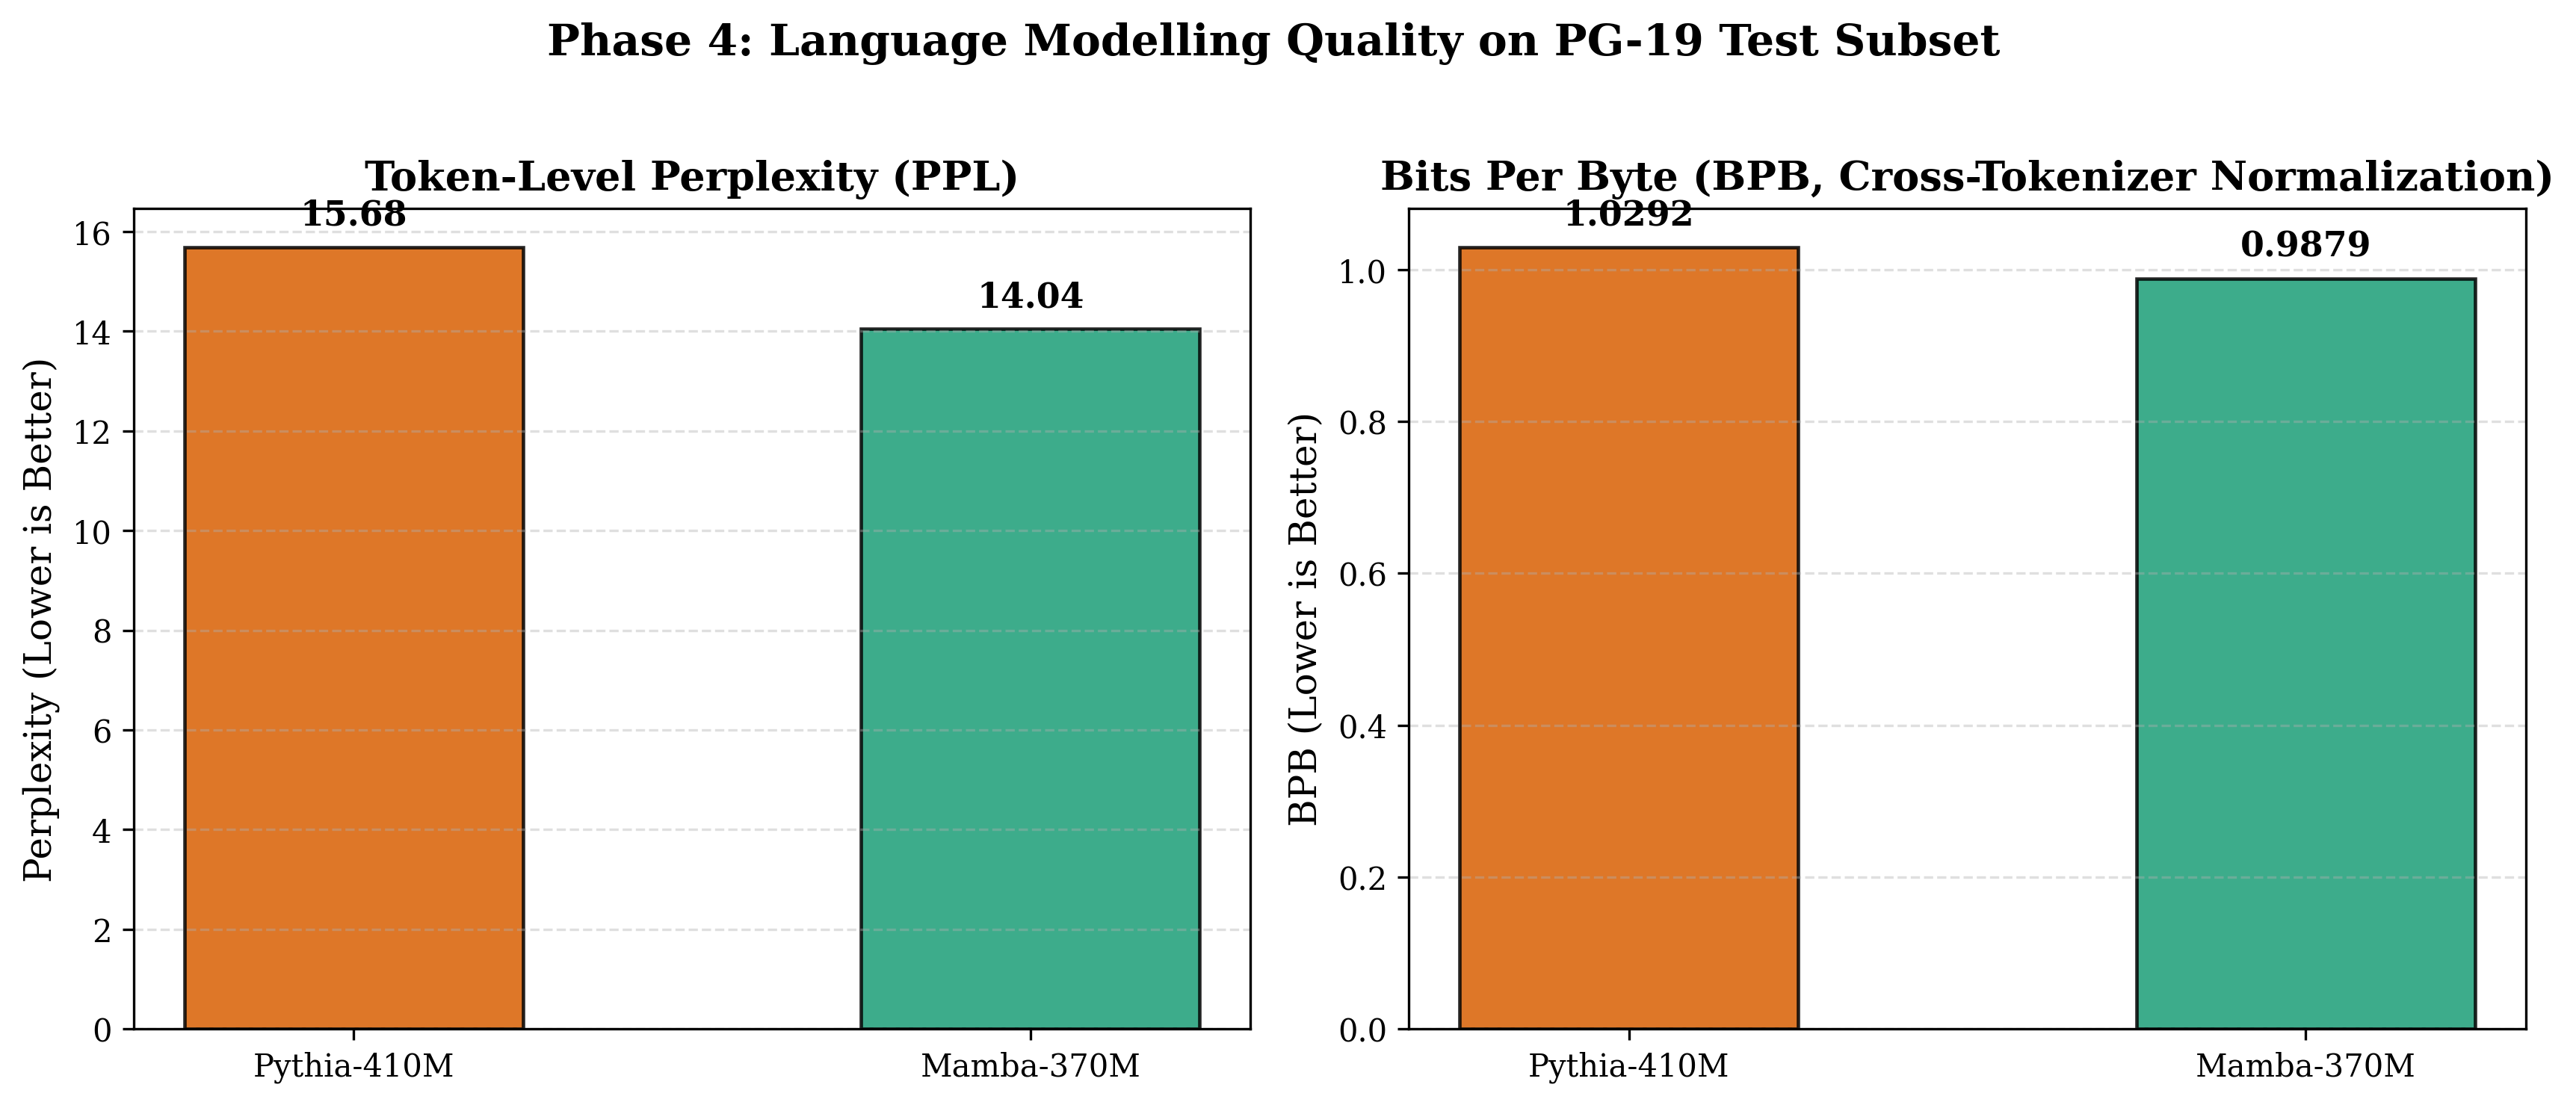 Phase 4: Language Modelling Quality on PG-19 Test Subset
Token-Level Perplexity (PPL)
Perplexity (Lower is Better)
16
14
12
10
8
6
4
2
0
15.68
14.04
Pythia-410M
Mamba-370M
Bits Per Byte (BPB, Cross-Tokenizer Normalization)
BPB (Lower is Better)
1.0
0.8
0.6
0.4
0.2
0.0
1.0292
0.9879
Pythia-410M
Mamba-370M